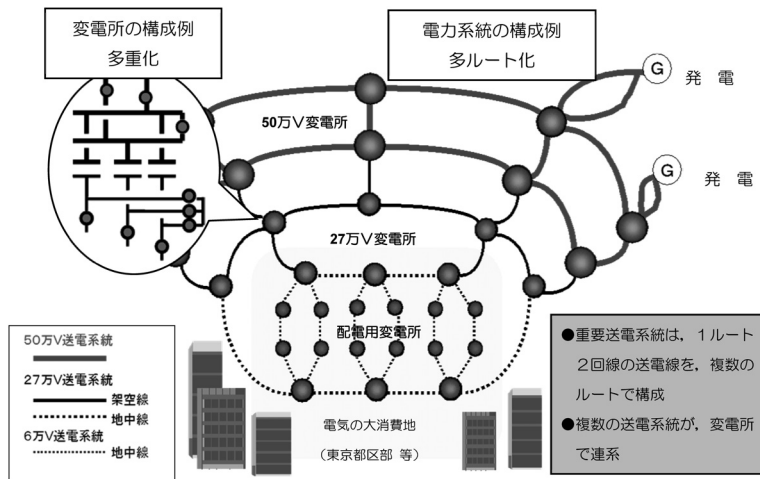 変電所の構成例
多重化
電力系統の構成例
多ルート化
G
発 電
50万V変電所
G
発 電
27万V変電所
配電用変電所
50万V送電系統
27万V送電系統
架空線
地中線
6万V送電系統
地中線
電気の大消費地
(東京都区部 等)
●重要送電系統は,1ルート
2回線の送電線を,複数の
ルートで構成
●複数の送電系統が,変電所
で連系